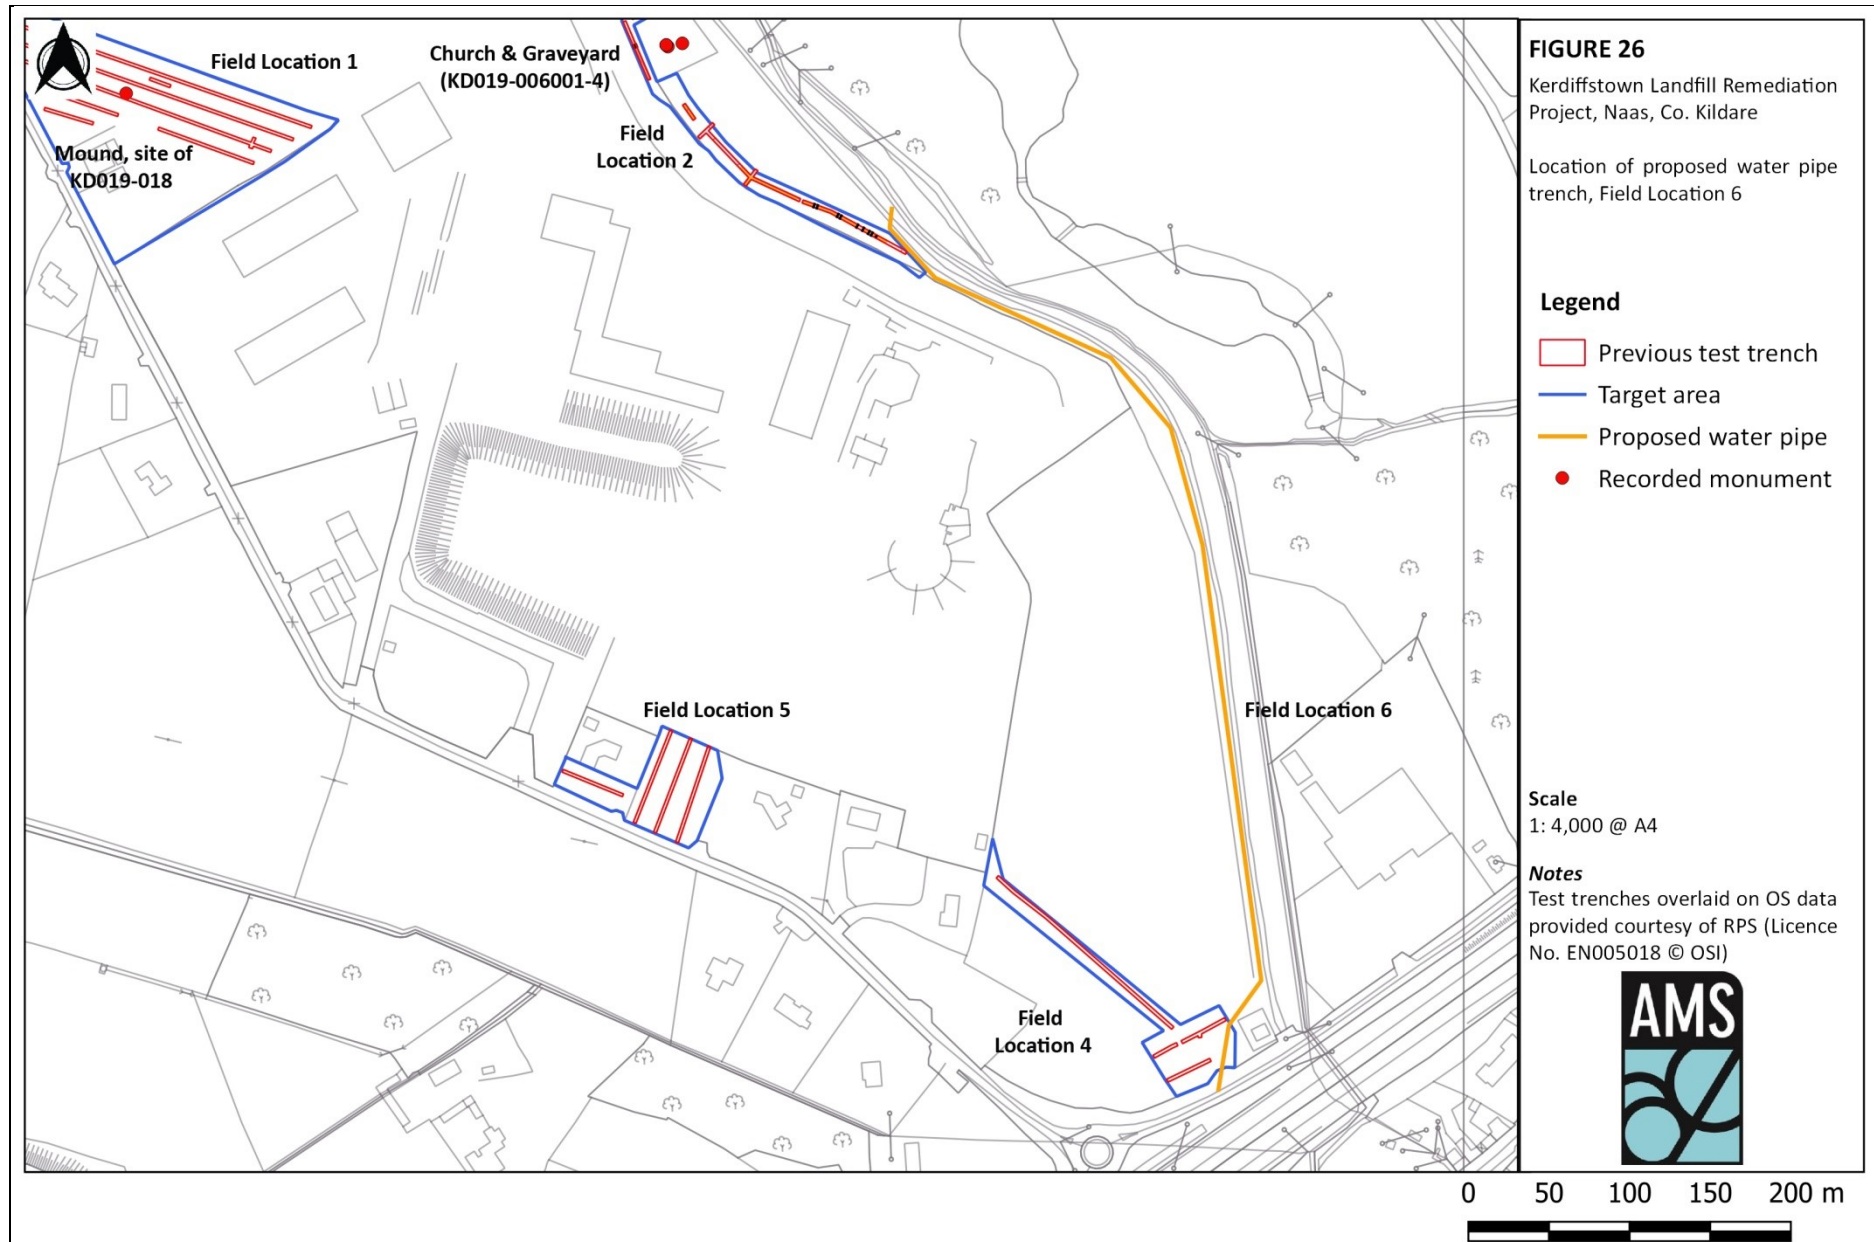 Field Location 1
Church & Graveyard
(KD019-006001-4)
Field
Location 2
Mound, site of
KD019-018
Field Location 5
Field Location 6
Field
Location 4
FIGURE 26
Kerdiffstown Landfill Remediation
Project, Naas, Co. Kildare
Location of proposed water pipe
trench, Field Location 6
Legend
Previous test trench
Target area
Proposed water pipe
Recorded monument
Scale
1: 4,000 @ A4
Notes
Test trenches overlaid on OS data
provided courtesy of RPS (Licence
No. EN005018 © OSI)
AMS
0 50 100 150 200 m